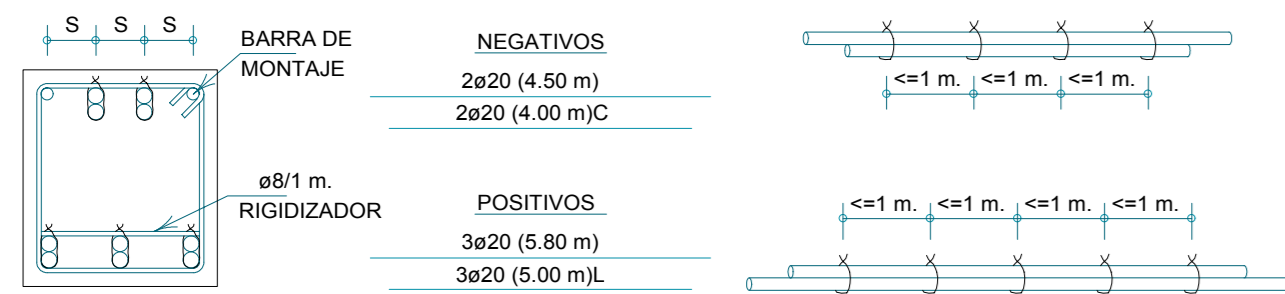 S S S
BARRA DE
MONTAJE
ø8/1 m.
RIGIDIZADOR
NEGATIVOS
2ø20 (4.50 m)
2ø20 (4.00 m)C
POSITIVOS
3ø20 (5.80 m)
3ø20 (5.00 m)L
<=1 m. <=1 m. <=1 m.
<=1 m. <=1 m. <=1 m. <=1 m.